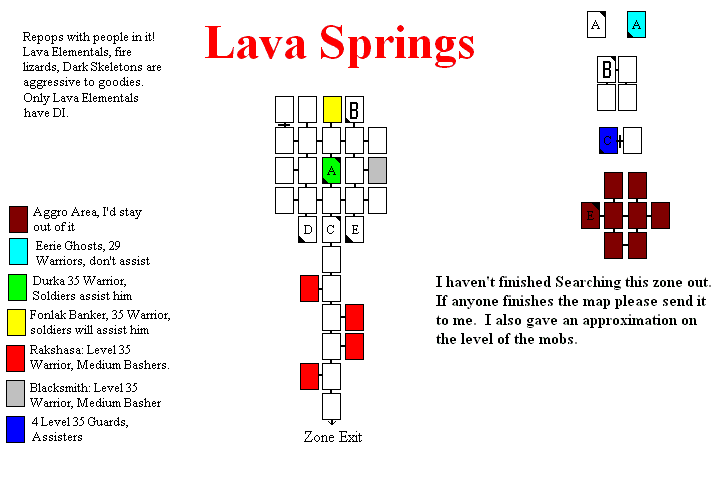 Repops with people in it!
Lava Elementals, fire
lizards, Dark Skeletons are
aggressive to goodies.
Only Lava Elementals
have DI.
Lava Springs
A
A
B
C
E
B
A
D
C
E
Zone Exit
Aggro Area, I'd stay
out of it
Eerie Ghosts, 29
Warriors, don't assist
Durka 35 Warrior,
Soldiers assist him
Fonlak Banker, 35 Warrior,
soldiers will assist him
Rakshasa: Level 35
Warrior, Medium Bashers.
Blacksmith: Level 35
Warrior, Medium Basher
4 Level 35 Guards,
Assisters
I haven't finished Searching this zone out.
If anyone finishes the map please send it
to me. I also gave an approximation on
the level of the mobs.